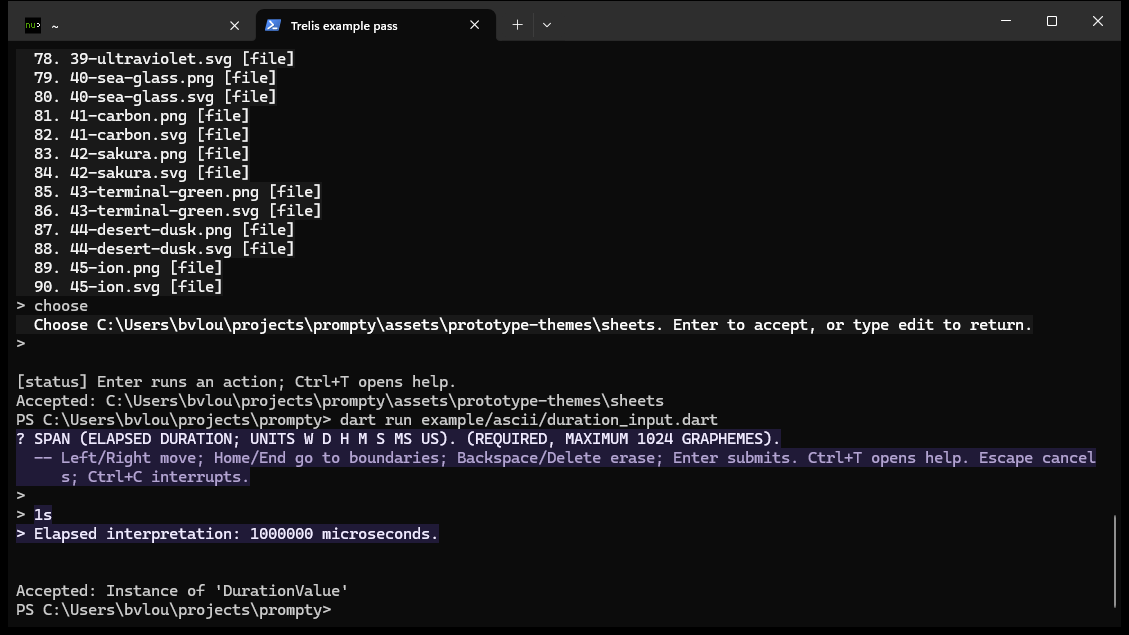 nu> ~
Trelis example pass
78. 39-ultraviolet.svg [file]
79. 40-sea-glass.png [file]
80. 40-sea-glass.svg [file]
81. 41-carbon.png [file]
82. 41-carbon.svg [file]
83. 42-sakura.png [file]
84. 42-sakura.svg [file]
85. 43-terminal-green.png [file]
86. 43-terminal-green.svg [file]
87. 44-desert-dusk.png [file]
88. 44-desert-dusk.svg [file]
89. 45-ion.png [file]
90. 45-ion.svg [file]
> choose
Choose C:\Users\bvlou\projects\prompty\assets\prototype-themes\sheets. Enter to accept, or type edit to return.
>
[status] Enter runs an action; Ctrl+T opens help.
Accepted: C:\Users\bvlou\projects\prompty\assets\prototype-themes\sheets
PS C:\Users\bvlou\projects\prompty> dart run example/ascii/duration_input.dart
? SPAN (ELAPSED DURATION; UNITS W D H M S MS US). (REQUIRED, MAXIMUM 1024 GRAPHEMES).
-- Left/Right move; Home/End go to boundaries; Backspace/Delete erase; Enter submits. Ctrl+T opens help. Escape cancel
s; Ctrl+C interrupts.
>
> 1s
> Elapsed interpretation: 1000000 microseconds.
Accepted: Instance of 'DurationValue'
PS C:\Users\bvlou\projects\prompty>